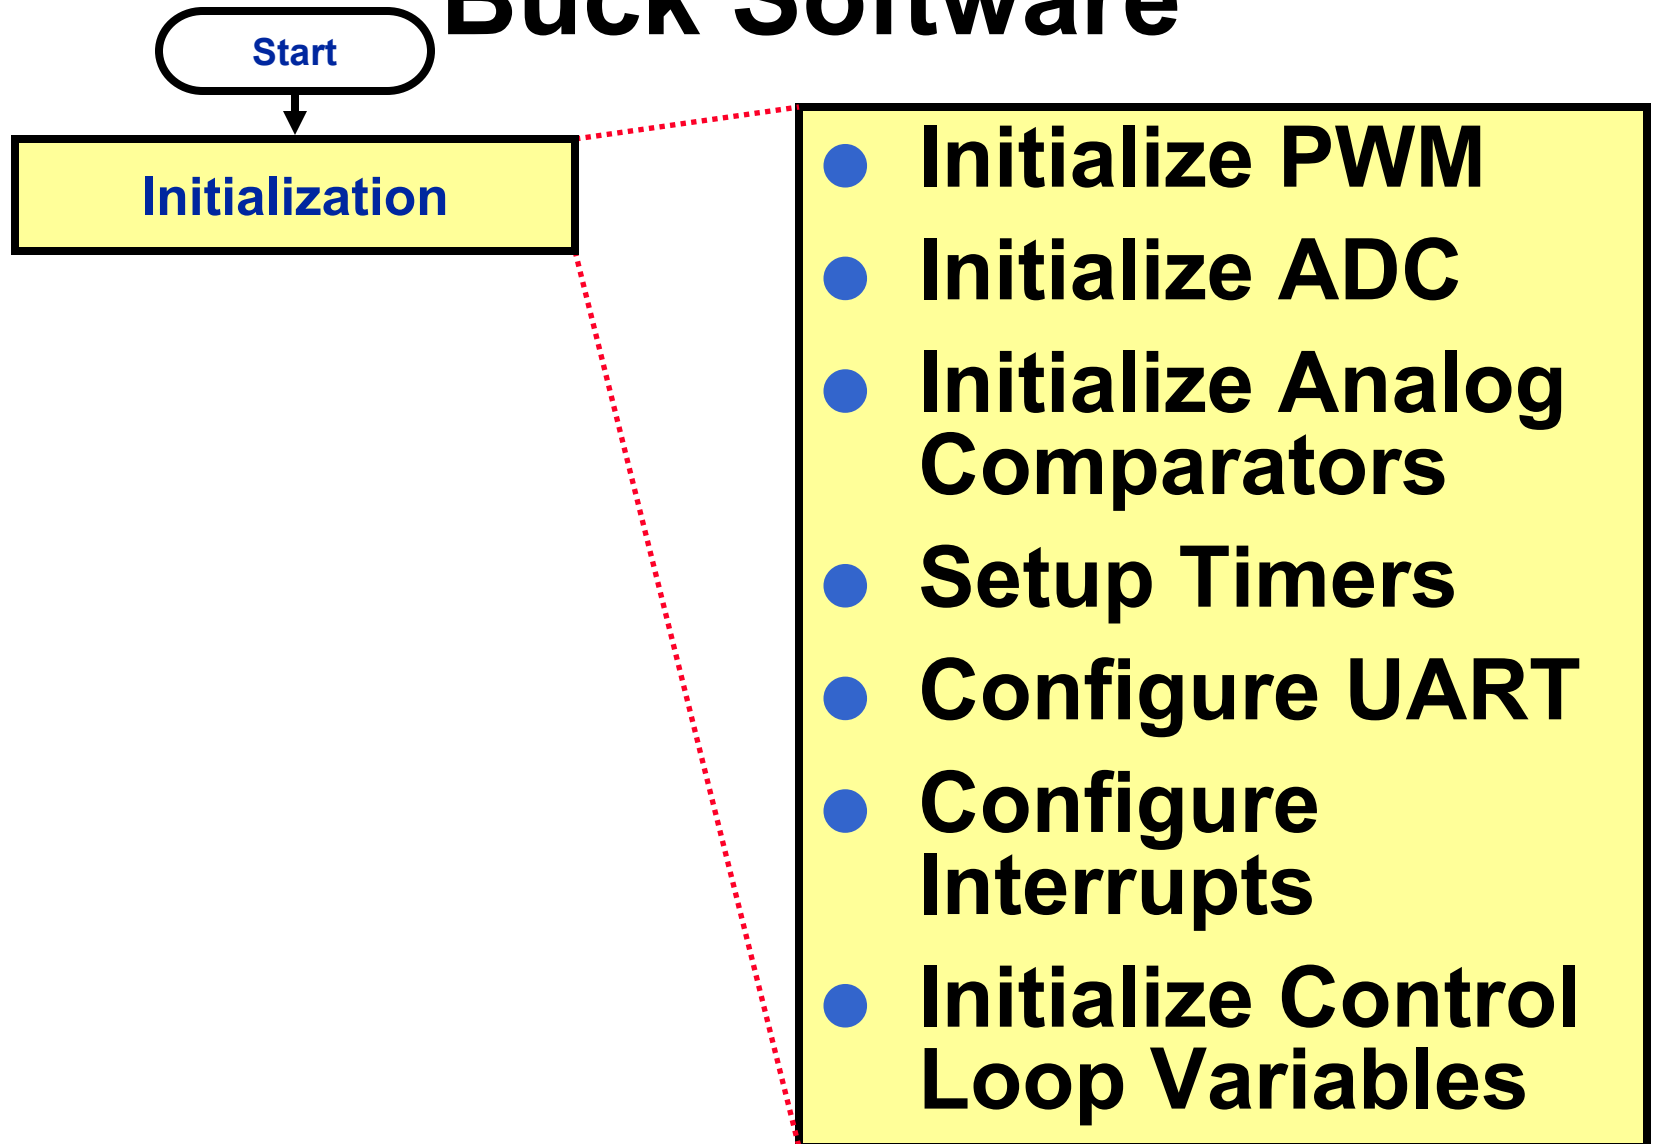 Buck Software
Start
Initialization
● Initialize PWM
● Initialize ADC
● Initialize Analog
Comparators
● Setup Timers
● Configure UART
● Configure
Interrupts
● Initialize Control
Loop Variables